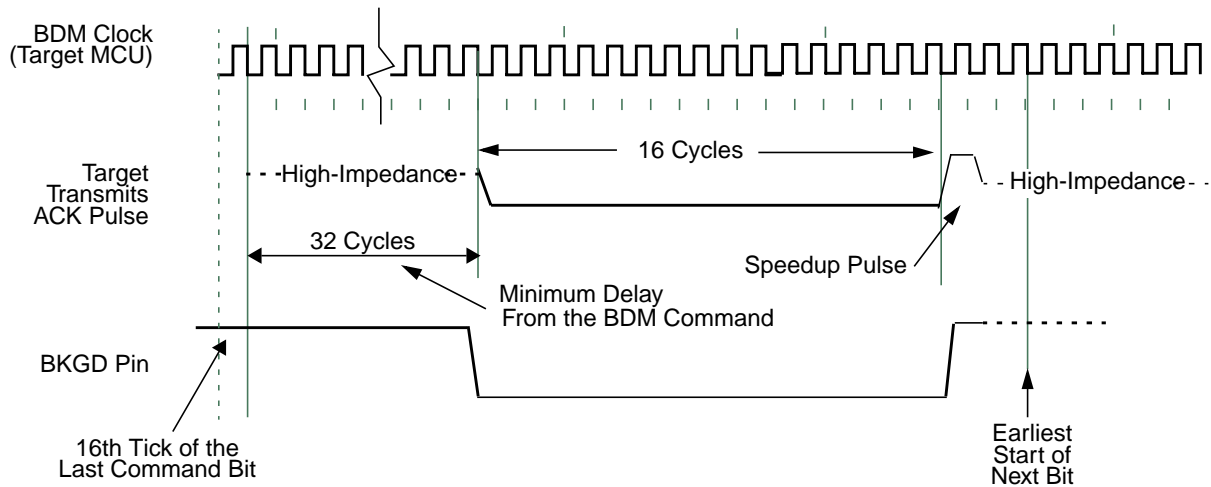 BDM Clock
(Target MCU)
Target
Transmits
ACK Pulse
High-Impedance
16 Cycles
High-Impedance
32 Cycles
Speedup Pulse
Minimum Delay
From the BDM Command
BKGD Pin
16th Tick of the
Last Command Bit
Earliest
Start of
Next Bit